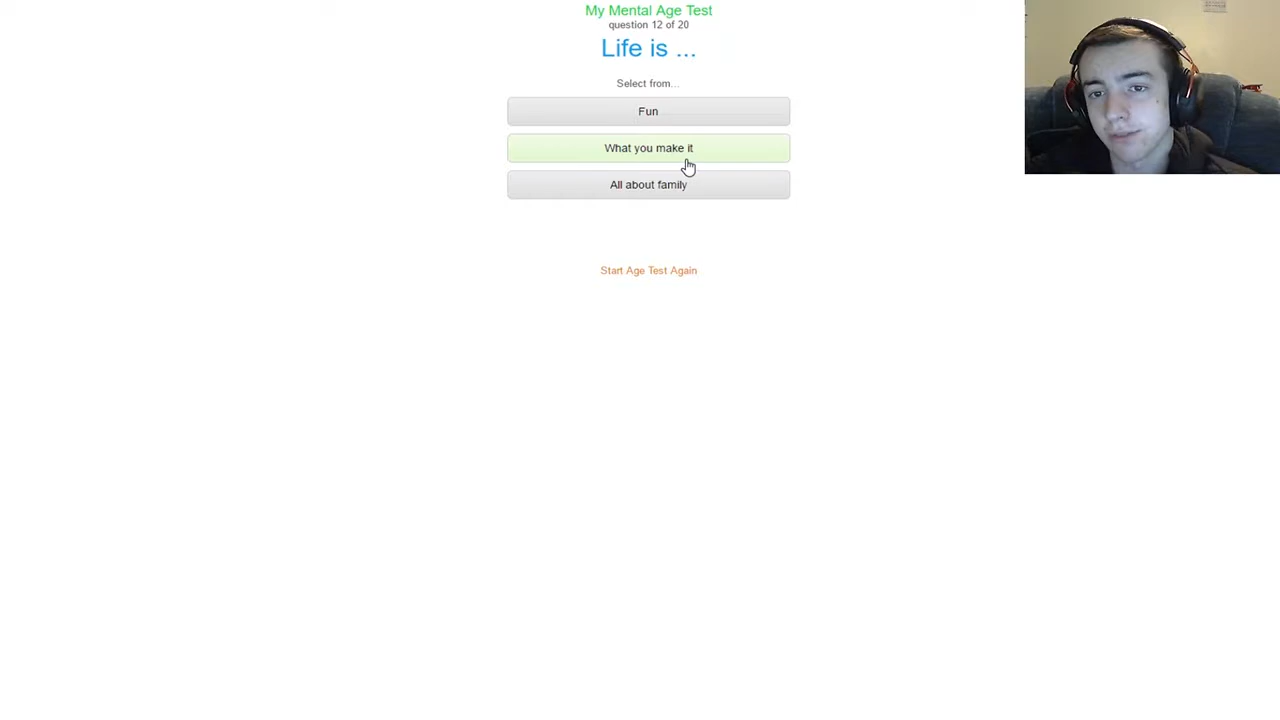 My Mental Age Test
question 12 of 20
Life is ...
Select from...
Fun
What you make it
All about family
Start Age Test Again